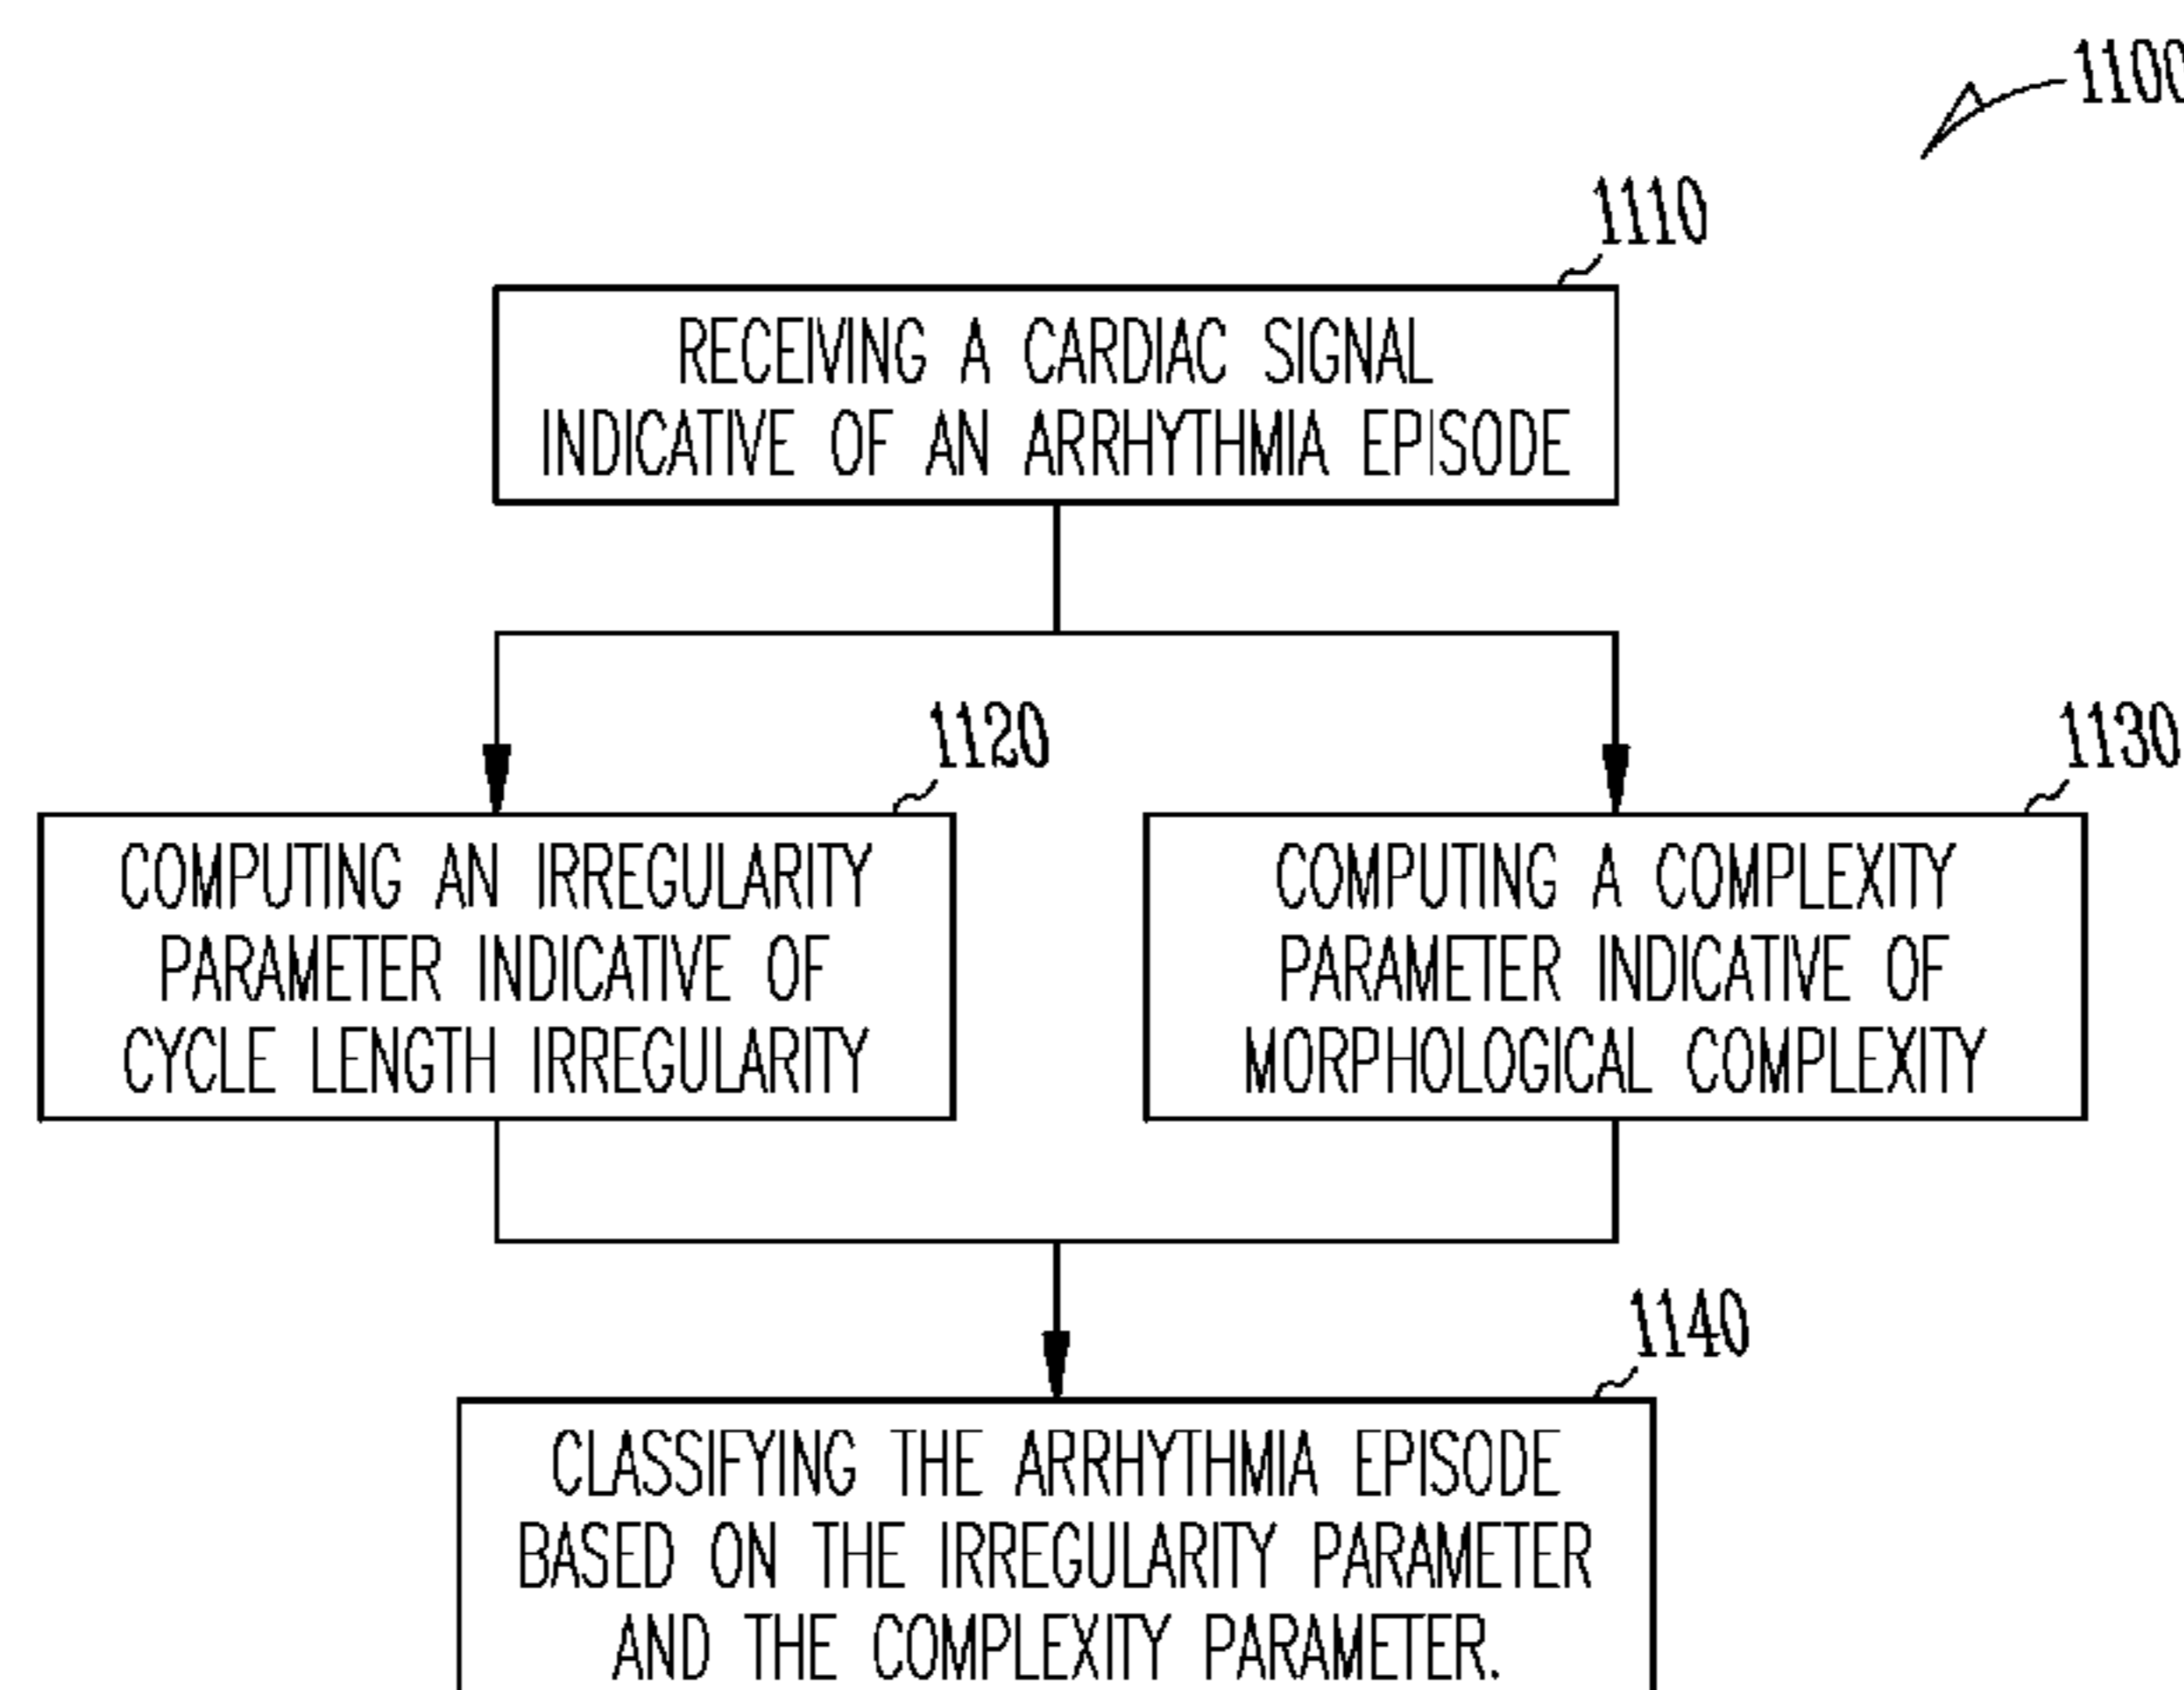 1100
1110
RECEIVING A CARDIAC SIGNAL
INDICATIVE OF AN ARRHYTHMIA EPISODE
1120
COMPUTING AN IRREGULARITY
PARAMETER INDICATIVE OF
CYCLE LENGTH IRREGULARITY
1130
COMPUTING A COMPLEXITY
PARAMETER INDICATIVE OF
MORPHOLOGICAL COMPLEXITY
1140
CLASSIFYING THE ARRHYTHMIA EPISODE
BASED ON THE IRREGULARITY PARAMETER
AND THE COMPLEXITY PARAMETER.